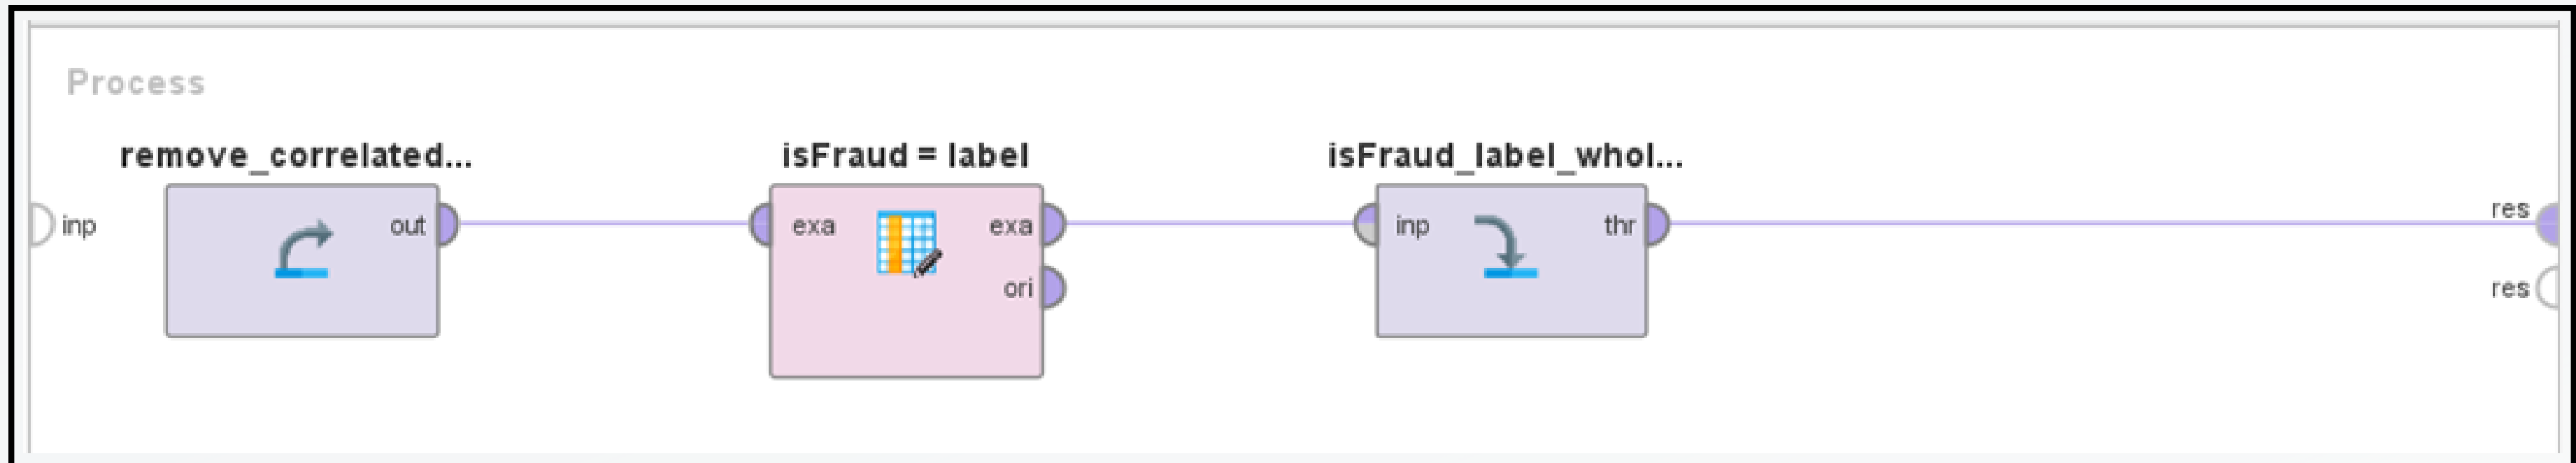 Process
remove_correlated...
isFraud = label
isFraud_label_whol...
inp
out
exa
exa
ori
inp
thr
res
res